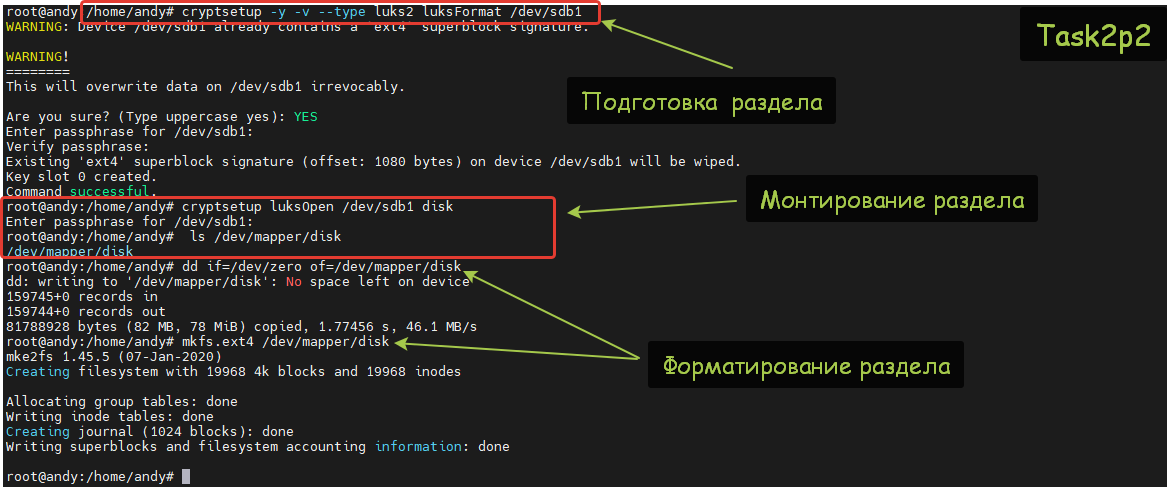 root@andy:/home/andy# cryptsetup -y -v --type luks2 luksFormat /dev/sdb1
WARNING: Device /dev/sdb1 already contains a 'ext4' superblock signature.
Task2p2
WARNING!
========
This will overwrite data on /dev/sdb1 irrevocably.
Подготовка раздела
Are you sure? (Type uppercase yes): YES
Enter passphrase for /dev/sdb1:
Verify passphrase:
Existing 'ext4' superblock signature (offset: 1080 bytes) on device /dev/sdb1 will be wiped.
Key slot 0 created.
Command successful.
root@andy:/home/andy# cryptsetup luksOpen /dev/sdb1 disk
Монтирование раздела
Enter passphrase for /dev/sdb1:
root@andy:/home/andy#  ls /dev/mapper/disk
/dev/mapper/disk
root@andy:/home/andy# dd if=/dev/zero of=/dev/mapper/disk
dd: writing to '/dev/mapper/disk': No space left on device
159745+0 records in
159744+0 records out
81788928 bytes (82 MB, 78 MiB) copied, 1.77456 s, 46.1 MB/s
root@andy:/home/andy# mkfs.ext4 /dev/mapper/disk
mke2fs 1.45.5 (07-Jan-2020)
Форматирование раздела
Creating filesystem with 19968 4k blocks and 19968 inodes
Allocating group tables: done
Writing inode tables: done
Creating journal (1024 blocks): done
Writing superblocks and filesystem accounting information: done
root@andy:/home/andy#